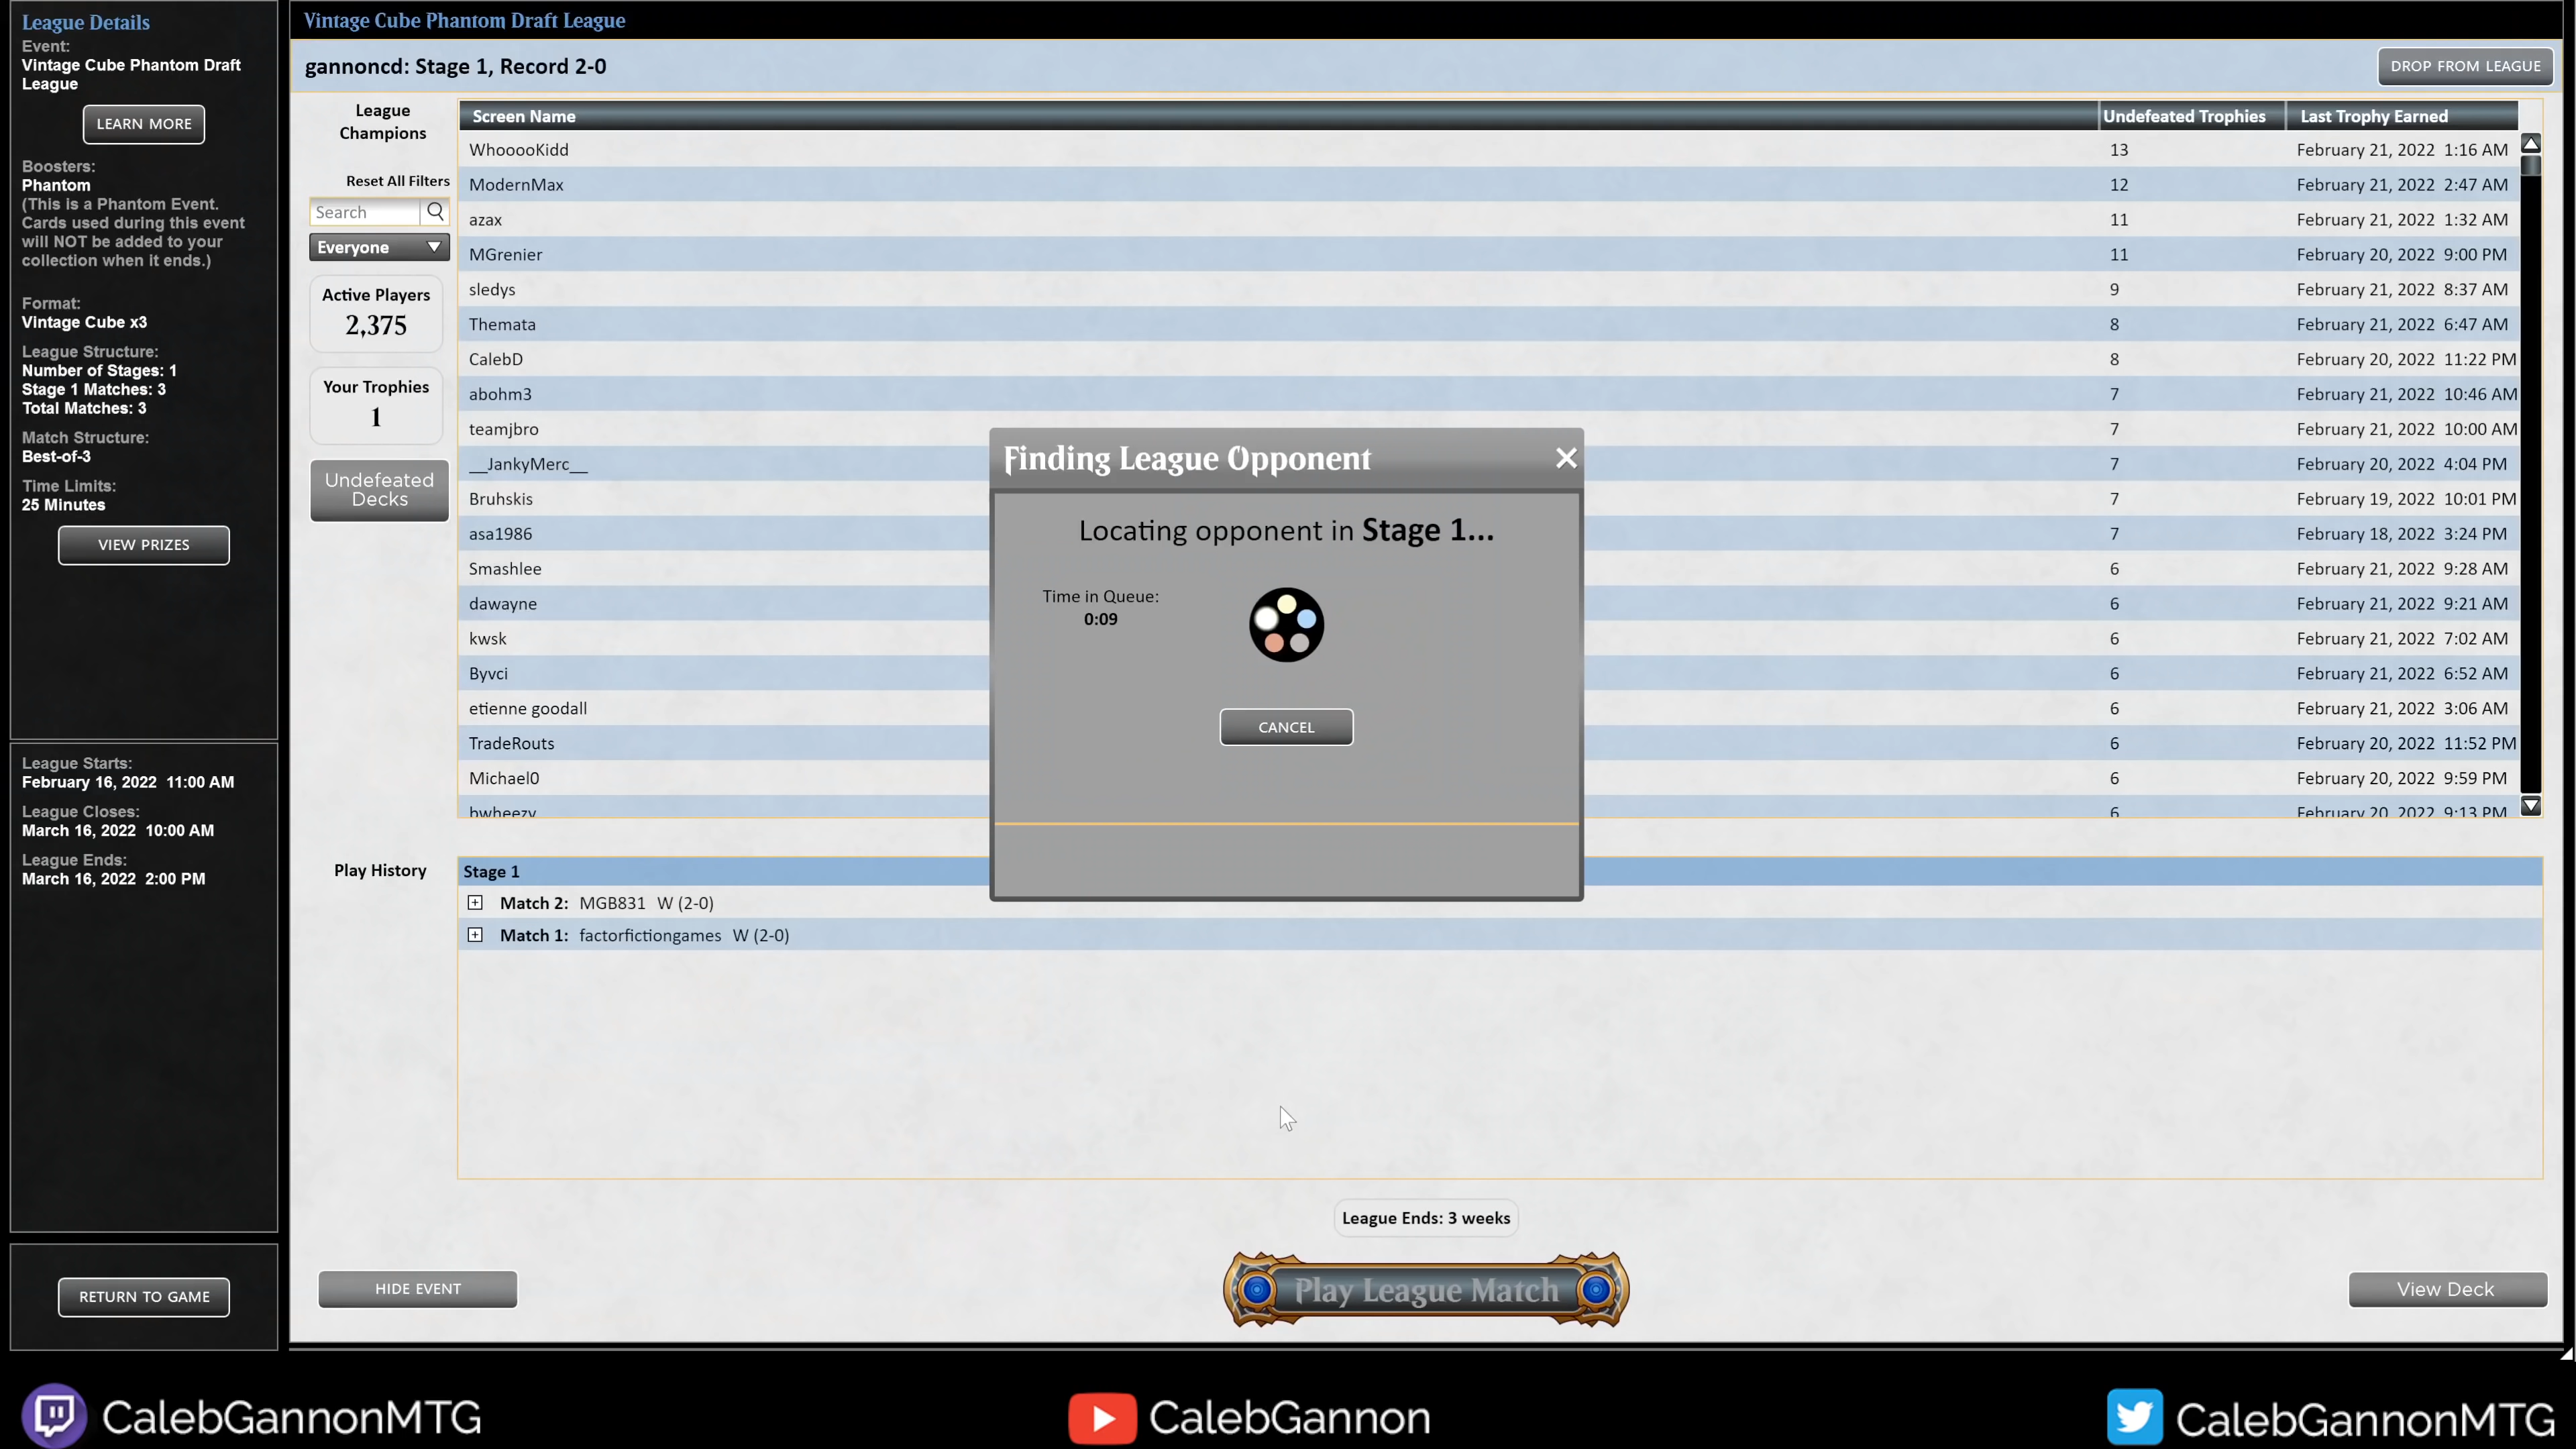 League Details
Event:
Vintage Cube Phantom Draft
League
LEARN MORE
Boosters:
Phantom
(This is a Phantom Event.
Cards used during this event
will NOT be added to your
collection when it ends.)
Format:
Vintage Cube x3
League Structure:
Number of Stages: 1
Stage 1 Matches: 3
Total Matches: 3
Match Structure:
Best-of-3
Time Limits:
25 Minutes
VIEW PRIZES
League Starts:
February 16, 2022 11:00 AM
League Closes:
March 16, 2022 10:00 AM
League Ends:
March 16, 2022 2:00 PM
RETURN TO GAME
Vintage Cube Phantom Draft League
gannoncd: Stage 1, Record 2-0
DROP FROM LEAGUE
League
Champions
Reset All Filters
Search
Everyone
Active Players
2,375
Your Trophies
1
Undefeated
Decks
Screen Name Undefeated Trophies Last Trophy Earned
WhooooKidd 13 February 21, 2022 1:16 AM
ModernMax 12 February 21, 2022 2:47 AM
azax 11 February 21, 2022 1:32 AM
MGrenier 11 February 20, 2022 9:00 PM
sledys 9 February 21, 2022 8:37 AM
Themata 8 February 21, 2022 6:47 AM
CalebD 8 February 20, 2022 11:22 PM
abohm3 7 February 21, 2022 10:46 AM
teamjbro 7 February 21, 2022 10:00 AM
__JankyMerc__ 7 February 20, 2022 4:04 PM
Bruhskis 7 February 19, 2022 10:01 PM
asa1986 7 February 18, 2022 3:24 PM
Smashlee 6 February 21, 2022 9:28 AM
dawayne 6 February 21, 2022 9:21 AM
kwsk 6 February 21, 2022 7:02 AM
Byvci 6 February 21, 2022 6:52 AM
etienne goodall 6 February 21, 2022 3:06 AM
TradeRouts 6 February 20, 2022 11:52 PM
Michael0 6 February 20, 2022 9:59 PM
bwheezy 6 February 20, 2022 9:13 PM
Finding League Opponent
Locating opponent in Stage 1...
Time in Queue:
0:09
CANCEL
Play History
Stage 1
Match 2: MGB831 W (2-0)
Match 1: factorfictiongames W (2-0)
League Ends: 3 weeks
HIDE EVENT
Play League Match
View Deck
CalebGannonMTG
CalebGannon
CalebGannonMTG